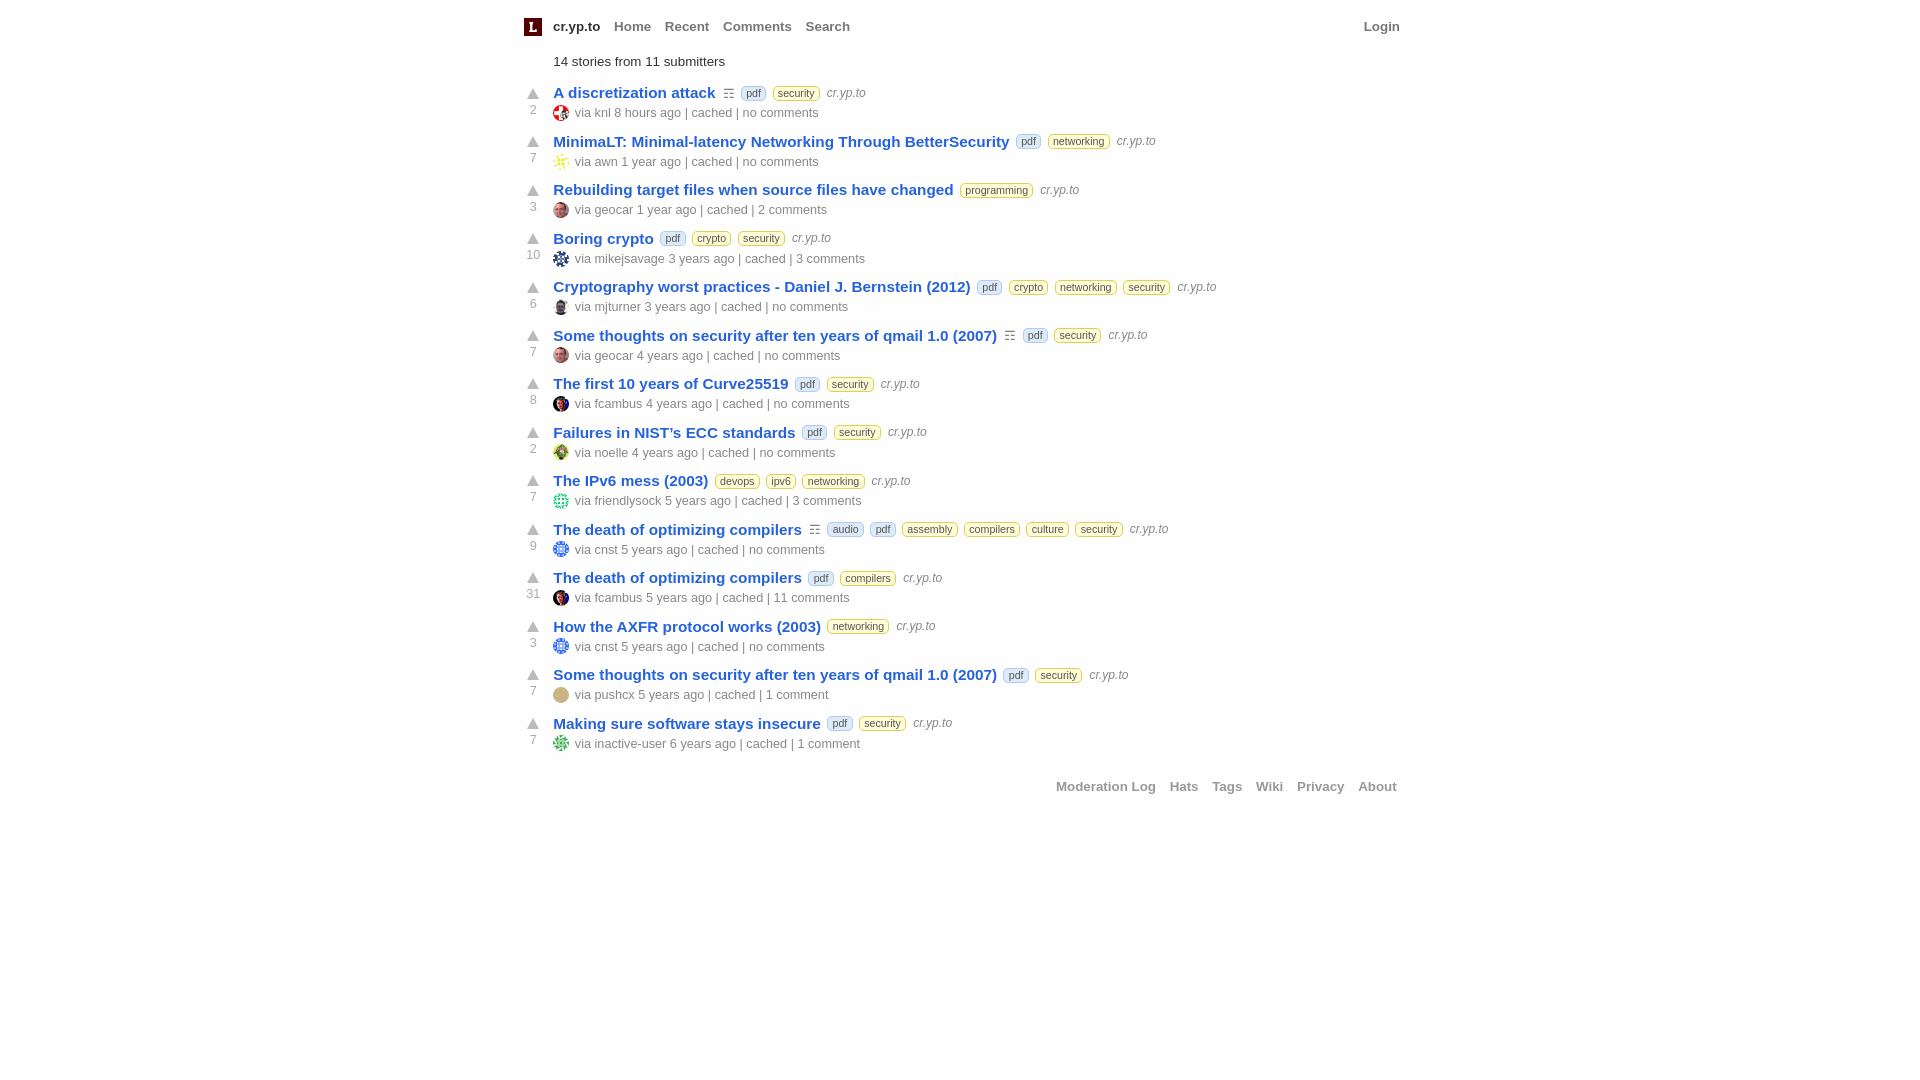 L cr.yp.to Home Recent Comments Search Login
14 stories from 11 submitters
A discretization attack ☶ pdf security cr.yp.to
2 via knl 8 hours ago | cached | no comments
MinimaLT: Minimal-latency Networking Through BetterSecurity pdf networking cr.yp.to
7 via awn 1 year ago | cached | no comments
Rebuilding target files when source files have changed programming cr.yp.to
3 via geocar 1 year ago | cached | 2 comments
Boring crypto pdf crypto security cr.yp.to
10 via mikejsavage 3 years ago | cached | 3 comments
Cryptography worst practices - Daniel J. Bernstein (2012) pdf crypto networking security cr.yp.to
6 via mjturner 3 years ago | cached | no comments
Some thoughts on security after ten years of qmail 1.0 (2007) ☶ pdf security cr.yp.to
7 via geocar 4 years ago | cached | no comments
The first 10 years of Curve25519 pdf security cr.yp.to
8 via fcambus 4 years ago | cached | no comments
Failures in NIST’s ECC standards pdf security cr.yp.to
2 via noelle 4 years ago | cached | no comments
The IPv6 mess (2003) devops ipv6 networking cr.yp.to
7 via friendlysock 5 years ago | cached | 3 comments
The death of optimizing compilers ☶ audio pdf assembly compilers culture security cr.yp.to
9 via cnst 5 years ago | cached | no comments
The death of optimizing compilers pdf compilers cr.yp.to
31 via fcambus 5 years ago | cached | 11 comments
How the AXFR protocol works (2003) networking cr.yp.to
3 via cnst 5 years ago | cached | no comments
Some thoughts on security after ten years of qmail 1.0 (2007) pdf security cr.yp.to
7 via pushcx 5 years ago | cached | 1 comment
Making sure software stays insecure pdf security cr.yp.to
7 via inactive-user 6 years ago | cached | 1 comment
Moderation Log Hats Tags Wiki Privacy About